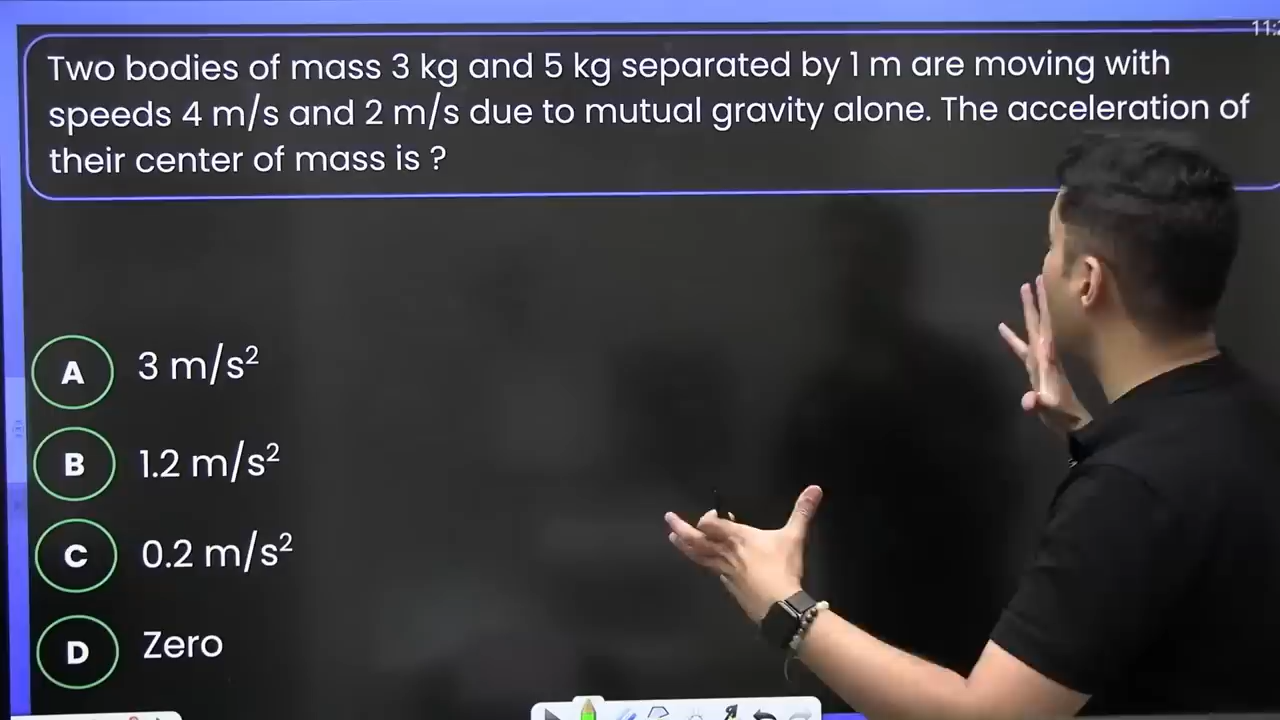 11:2
Two bodies of mass 3 kg and 5 kg separated by 1 m are moving with
speeds 4 m/s and 2 m/s due to mutual gravity alone. The acceleration of
their center of mass is ?
A 3 m/s²
B 1.2 m/s²
C 0.2 m/s²
D Zero